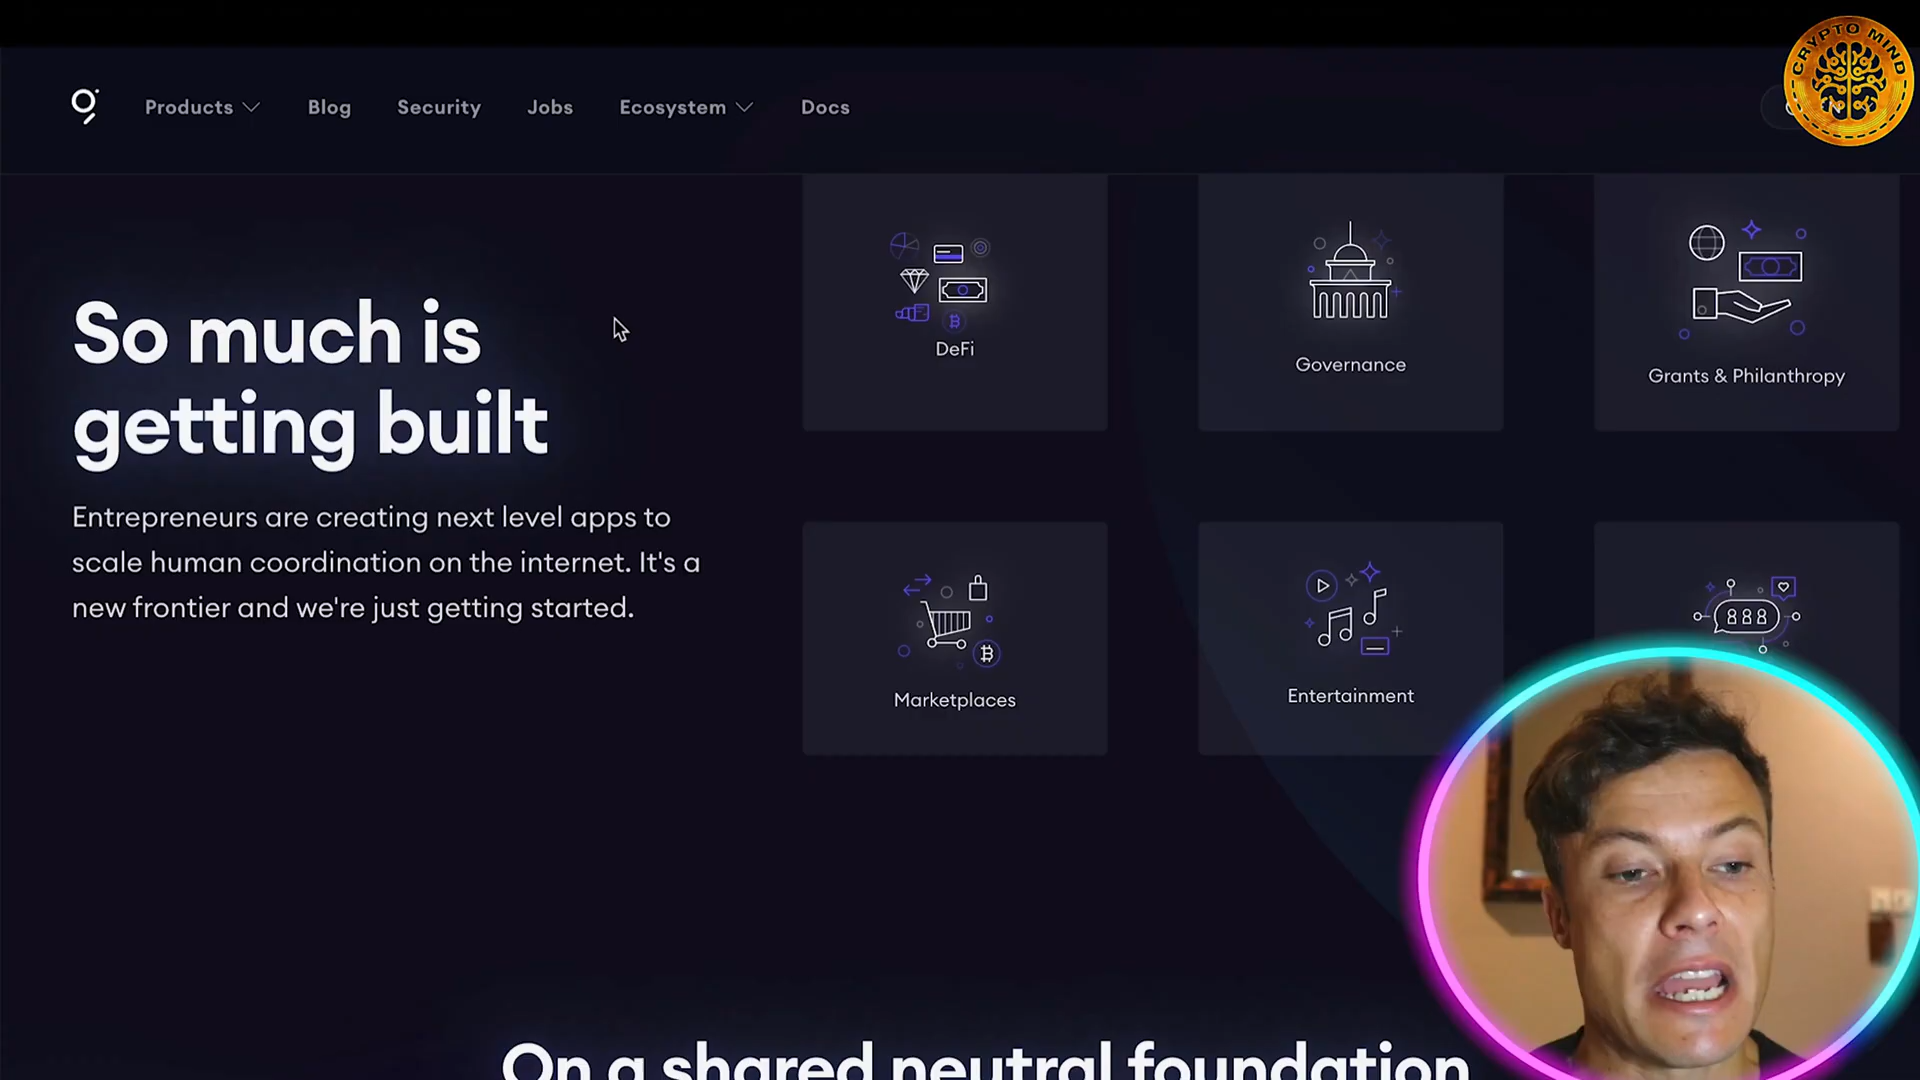 CRYPTO MIND
Products
Blog
Security
Jobs
Ecosystem
Docs
So much is
getting built
Entrepreneurs are creating next level apps to
scale human coordination on the internet. It's a
new frontier and we're just getting started.
DeFi
Governance
Grants & Philanthropy
Marketplaces
Entertainment
On a shared neutral foundation